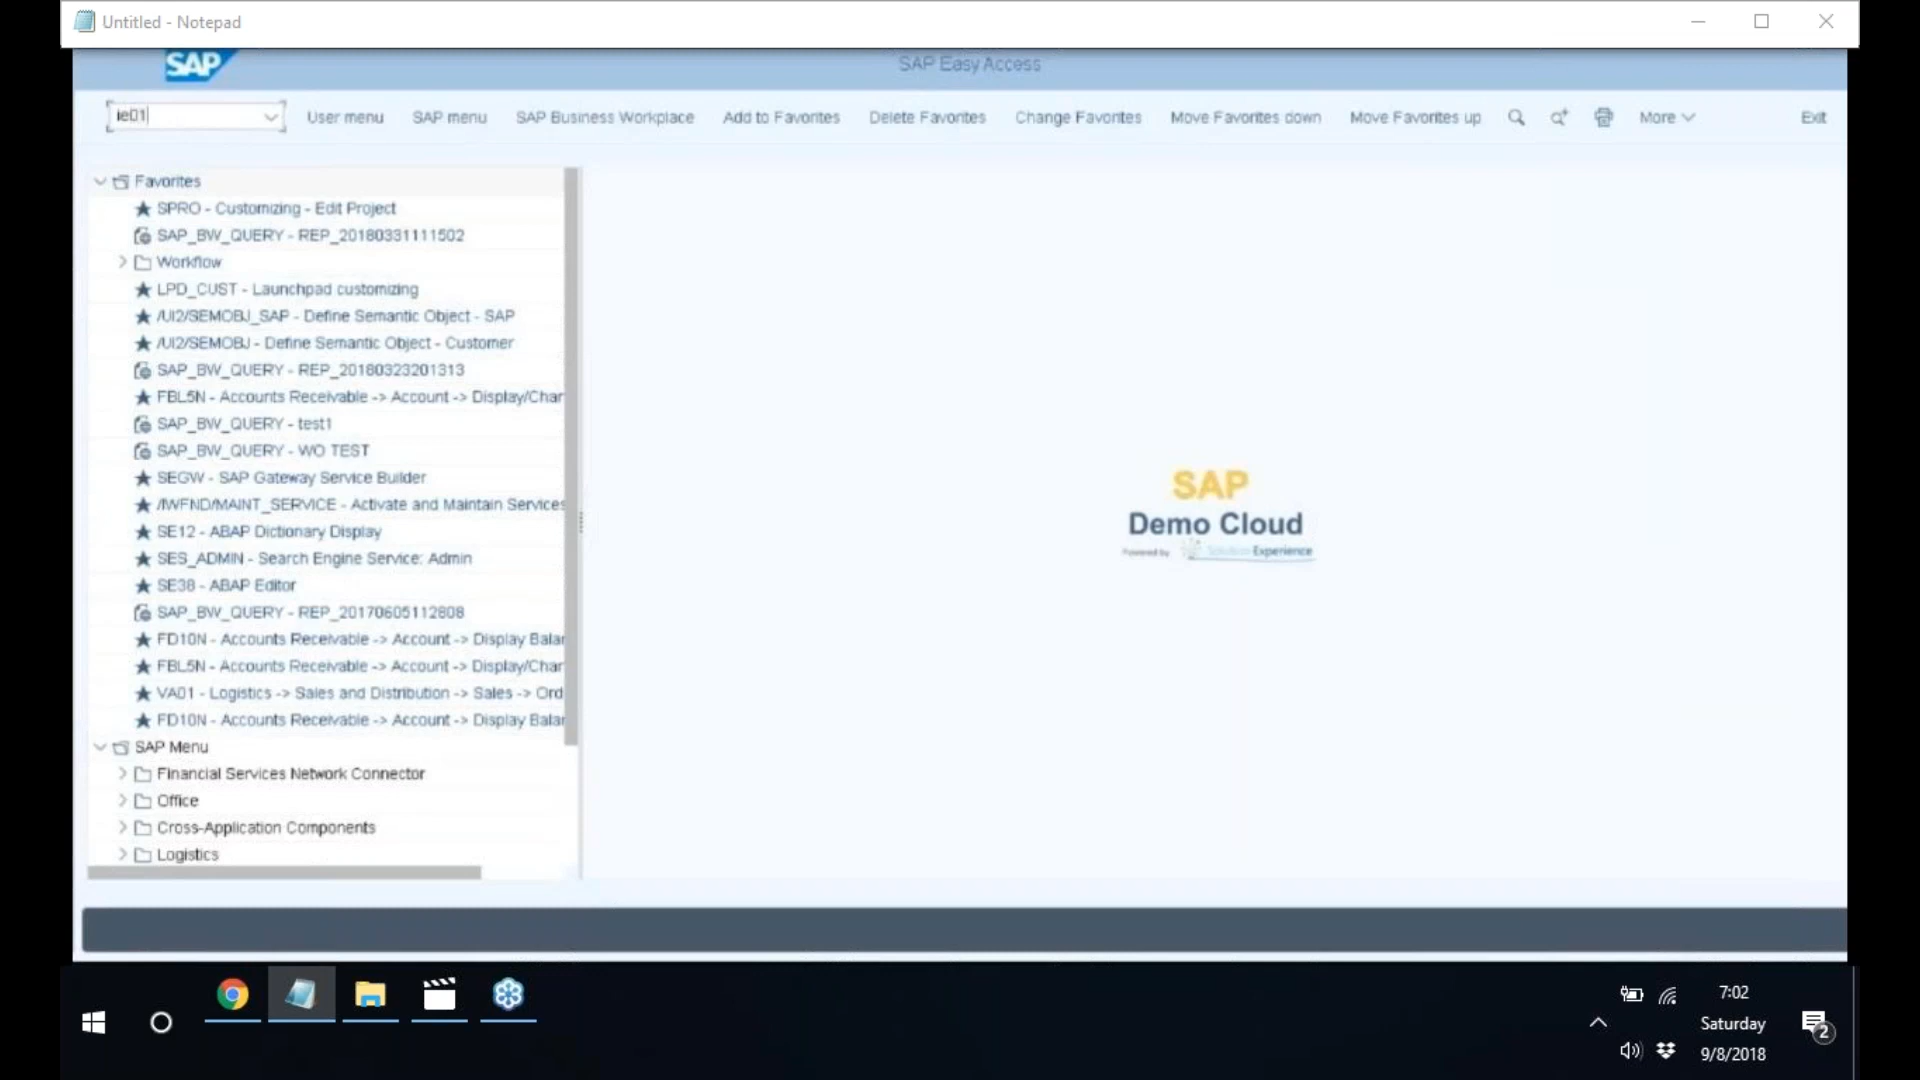 Untitled - Notepad
SAP
SAP Easy Access
ie01
User menu
SAP menu
SAP Business Workplace
Add to Favorites
Delete Favorites
Change Favorites
Move Favorites down
Move Favorites up
More
Exit
Favorites
SPRO - Customizing - Edit Project
SAP_BW_QUERY - REP_20180331111502
Workflow
LPD_CUST - Launchpad customizing
/UI2/SEMOBJ_SAP - Define Semantic Object - SAP
/UI2/SEMOBJ - Define Semantic Object - Customer
SAP_BW_QUERY - REP_20180323201313
FBL5N - Accounts Receivable -> Account -> Display/Char
SAP_BW_QUERY - test1
SAP_BW_QUERY - WO TEST
SEGW - SAP Gateway Service Builder
/IWFND/MAINT_SERVICE - Activate and Maintain Services
SE12 - ABAP Dictionary Display
SES_ADMIN - Search Engine Service: Admin
SE38 - ABAP Editor
SAP_BW_QUERY - REP_20170605112808
FD10N - Accounts Receivable -> Account -> Display Balar
FBL5N - Accounts Receivable -> Account -> Display/Char
VA01 - Logistics -> Sales and Distribution -> Sales -> Ord
FD10N - Accounts Receivable -> Account -> Display Balar
SAP Menu
Financial Services Network Connector
Office
Cross-Application Components
Logistics
SAP
Demo Cloud
Powered by Experience
7:02
Saturday
9/8/2018
2